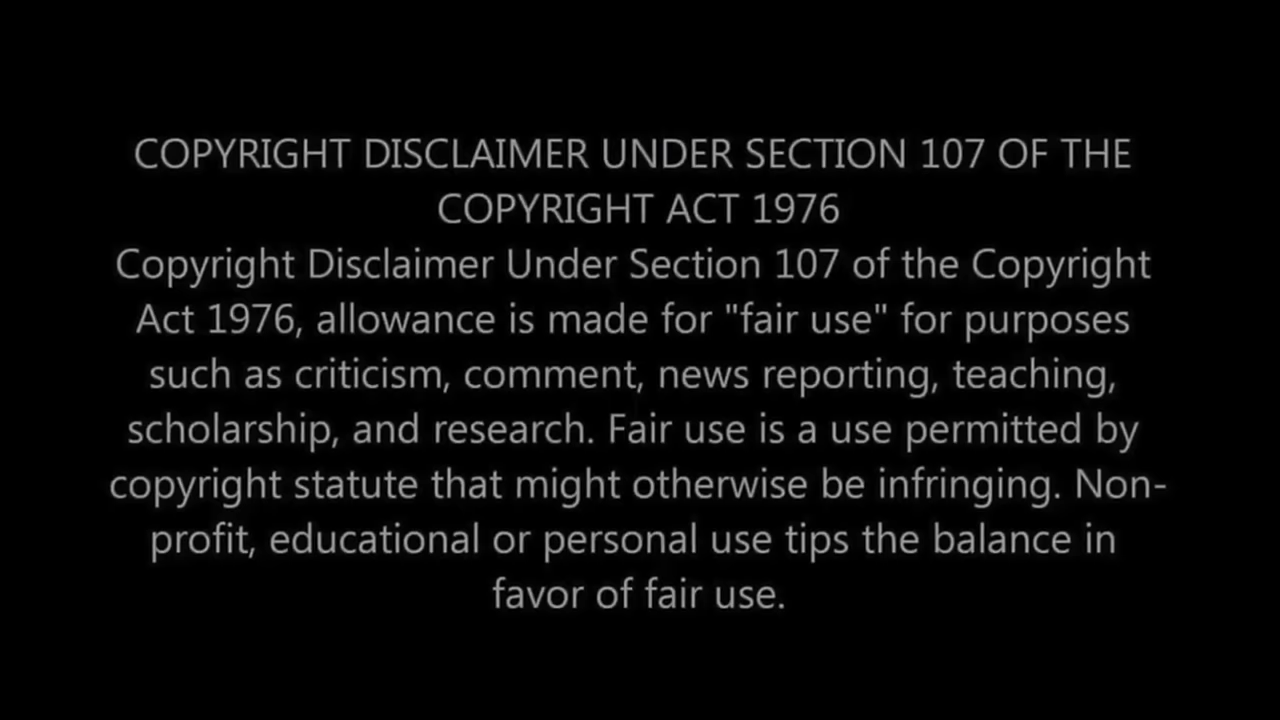 COPYRIGHT DISCLAIMER UNDER SECTION 107 OF THE
COPYRIGHT ACT 1976
Copyright Disclaimer Under Section 107 of the Copyright
Act 1976, allowance is made for "fair use" for purposes
such as criticism, comment, news reporting, teaching,
scholarship, and research. Fair use is a use permitted by
copyright statute that might otherwise be infringing. Non-
profit, educational or personal use tips the balance in
favor of fair use.